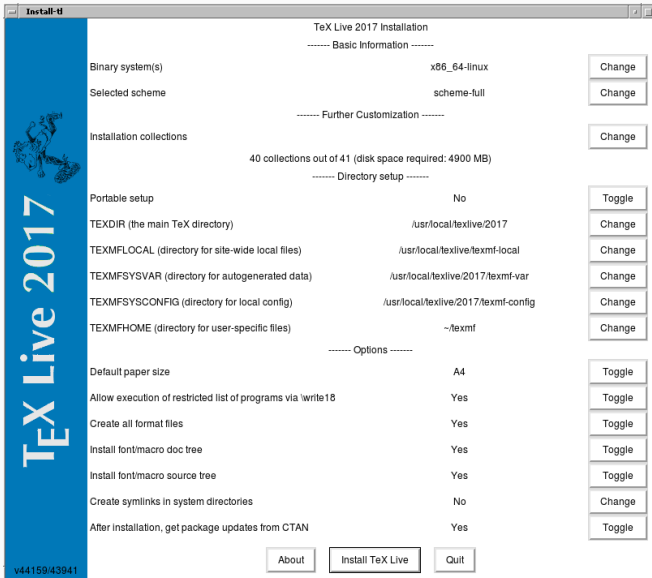 Install-tl
TeX Live 2017 Installation
------- Basic Information -------
Binary system(s) x86_64-linux Change
Selected scheme scheme-full Change
------- Further Customization -------
Installation collections Change
40 collections out of 41 (disk space required: 4900 MB)
------- Directory setup -------
Portable setup No Toggle
TEXDIR (the main TeX directory) /usr/local/texlive/2017 Change
TEXMFLOCAL (directory for site-wide local files) /usr/local/texlive/texmf-local Change
TEXMFSYSVAR (directory for autogenerated data) /usr/local/texlive/2017/texmf-var Change
TEXMFSYSCONFIG (directory for local config) /usr/local/texlive/2017/texmf-config Change
TEXMFHOME (directory for user-specific files) ~/texmf Change
------- Options -------
Default paper size A4 Toggle
Allow execution of restricted list of programs via \write18 Yes Toggle
Create all format files Yes Toggle
Install font/macro doc tree Yes Toggle
Install font/macro source tree Yes Toggle
Create symlinks in system directories No Change
After installation, get package updates from CTAN Yes Toggle
About Install TeX Live Quit
TEX Live 2017
v44159/43941